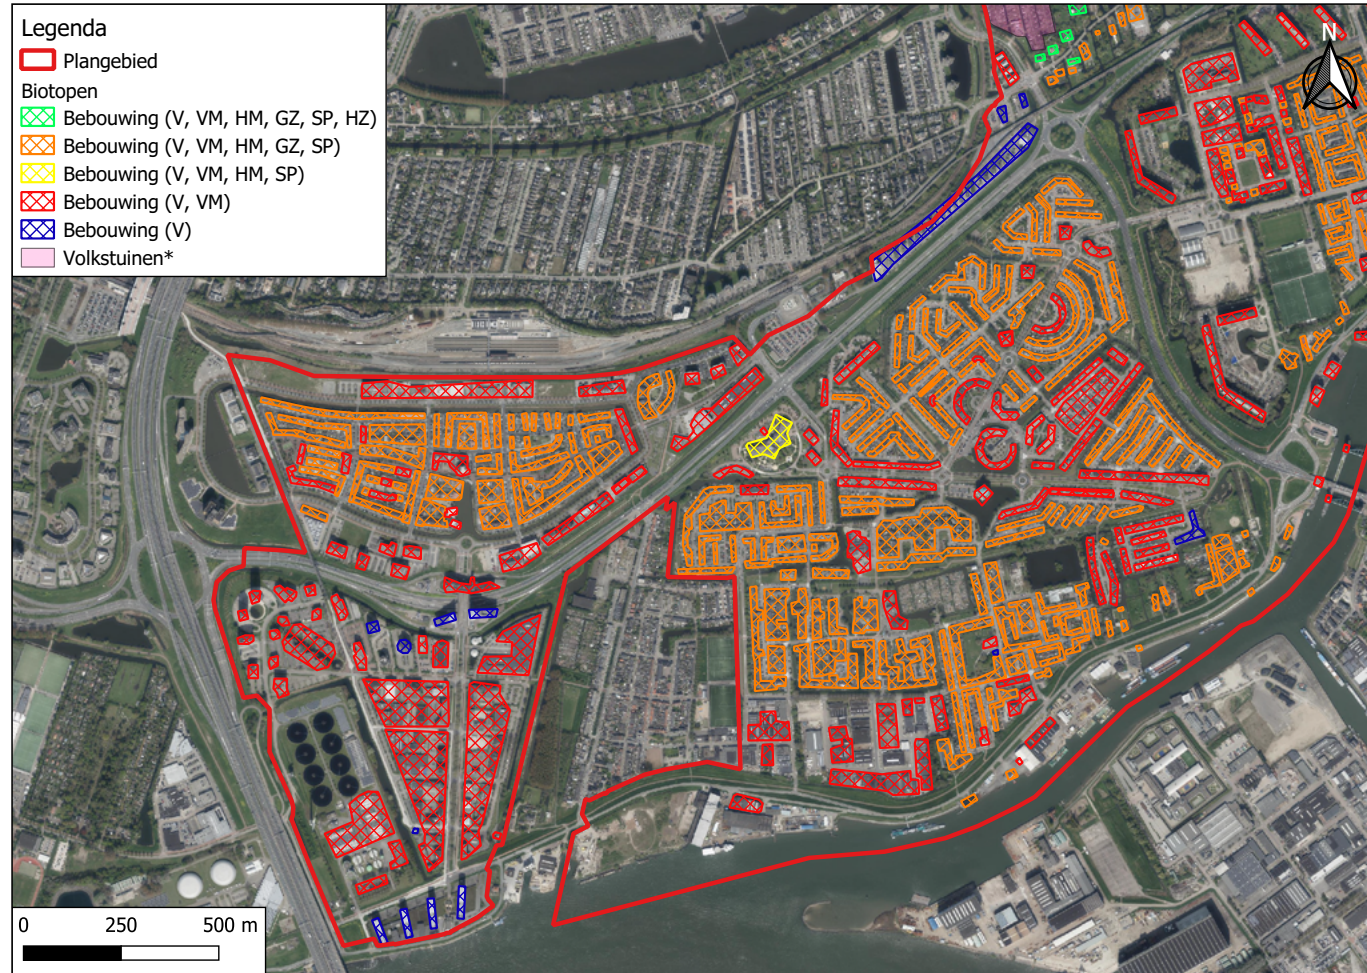 Legenda
Plangebied
Biotopen
Bebouwing (V, VM, HM, GZ, SP, HZ)
Bebouwing (V, VM, HM, GZ, SP)
Bebouwing (V, VM, HM, SP)
Bebouwing (V, VM)
Bebouwing (V)
Volkstuinen*
N
0 250 500 m